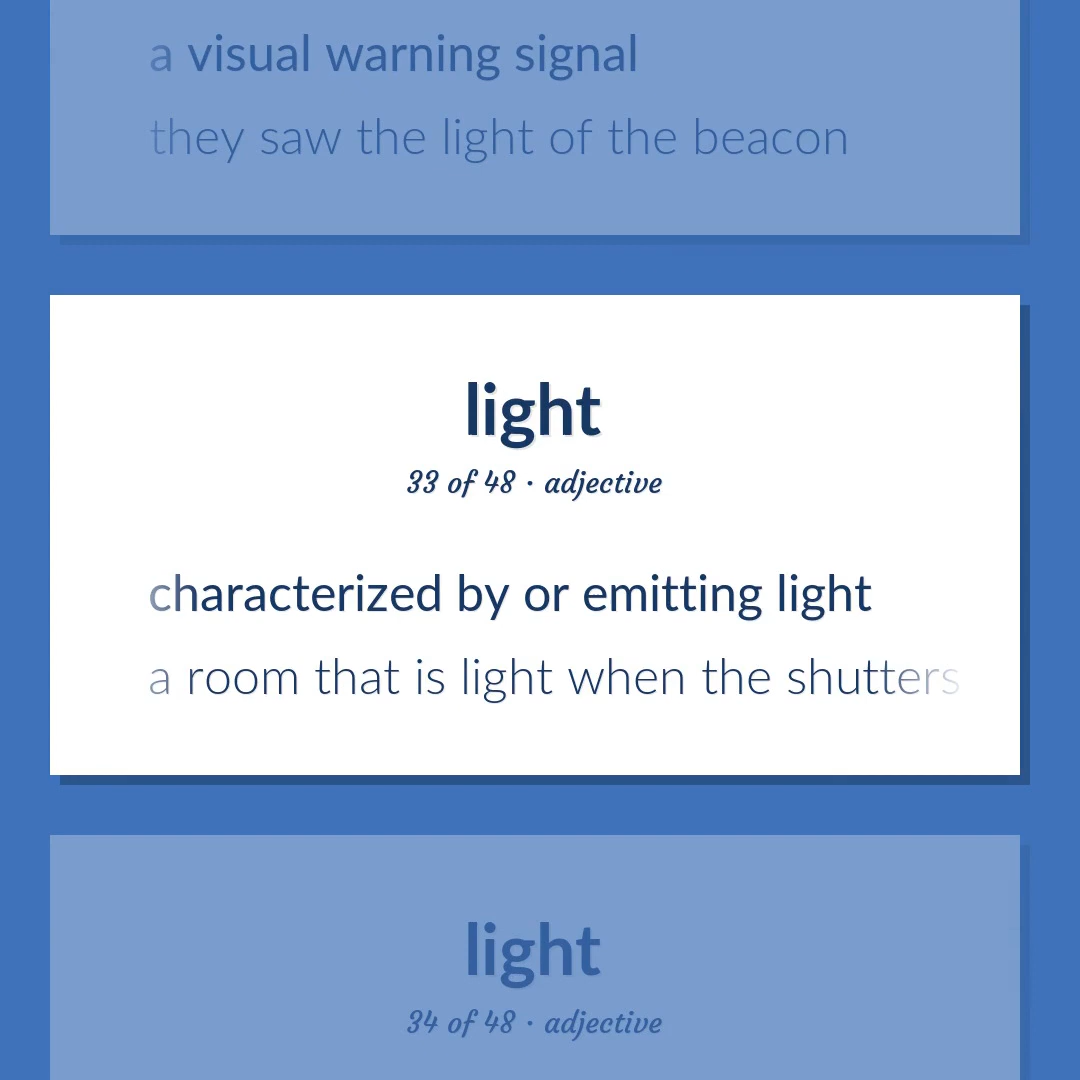 a visual warning signal
they saw the light of the beacon
light
33 of 48 · adjective
characterized by or emitting light
a room that is light when the shutters
light
34 of 48 · adjective